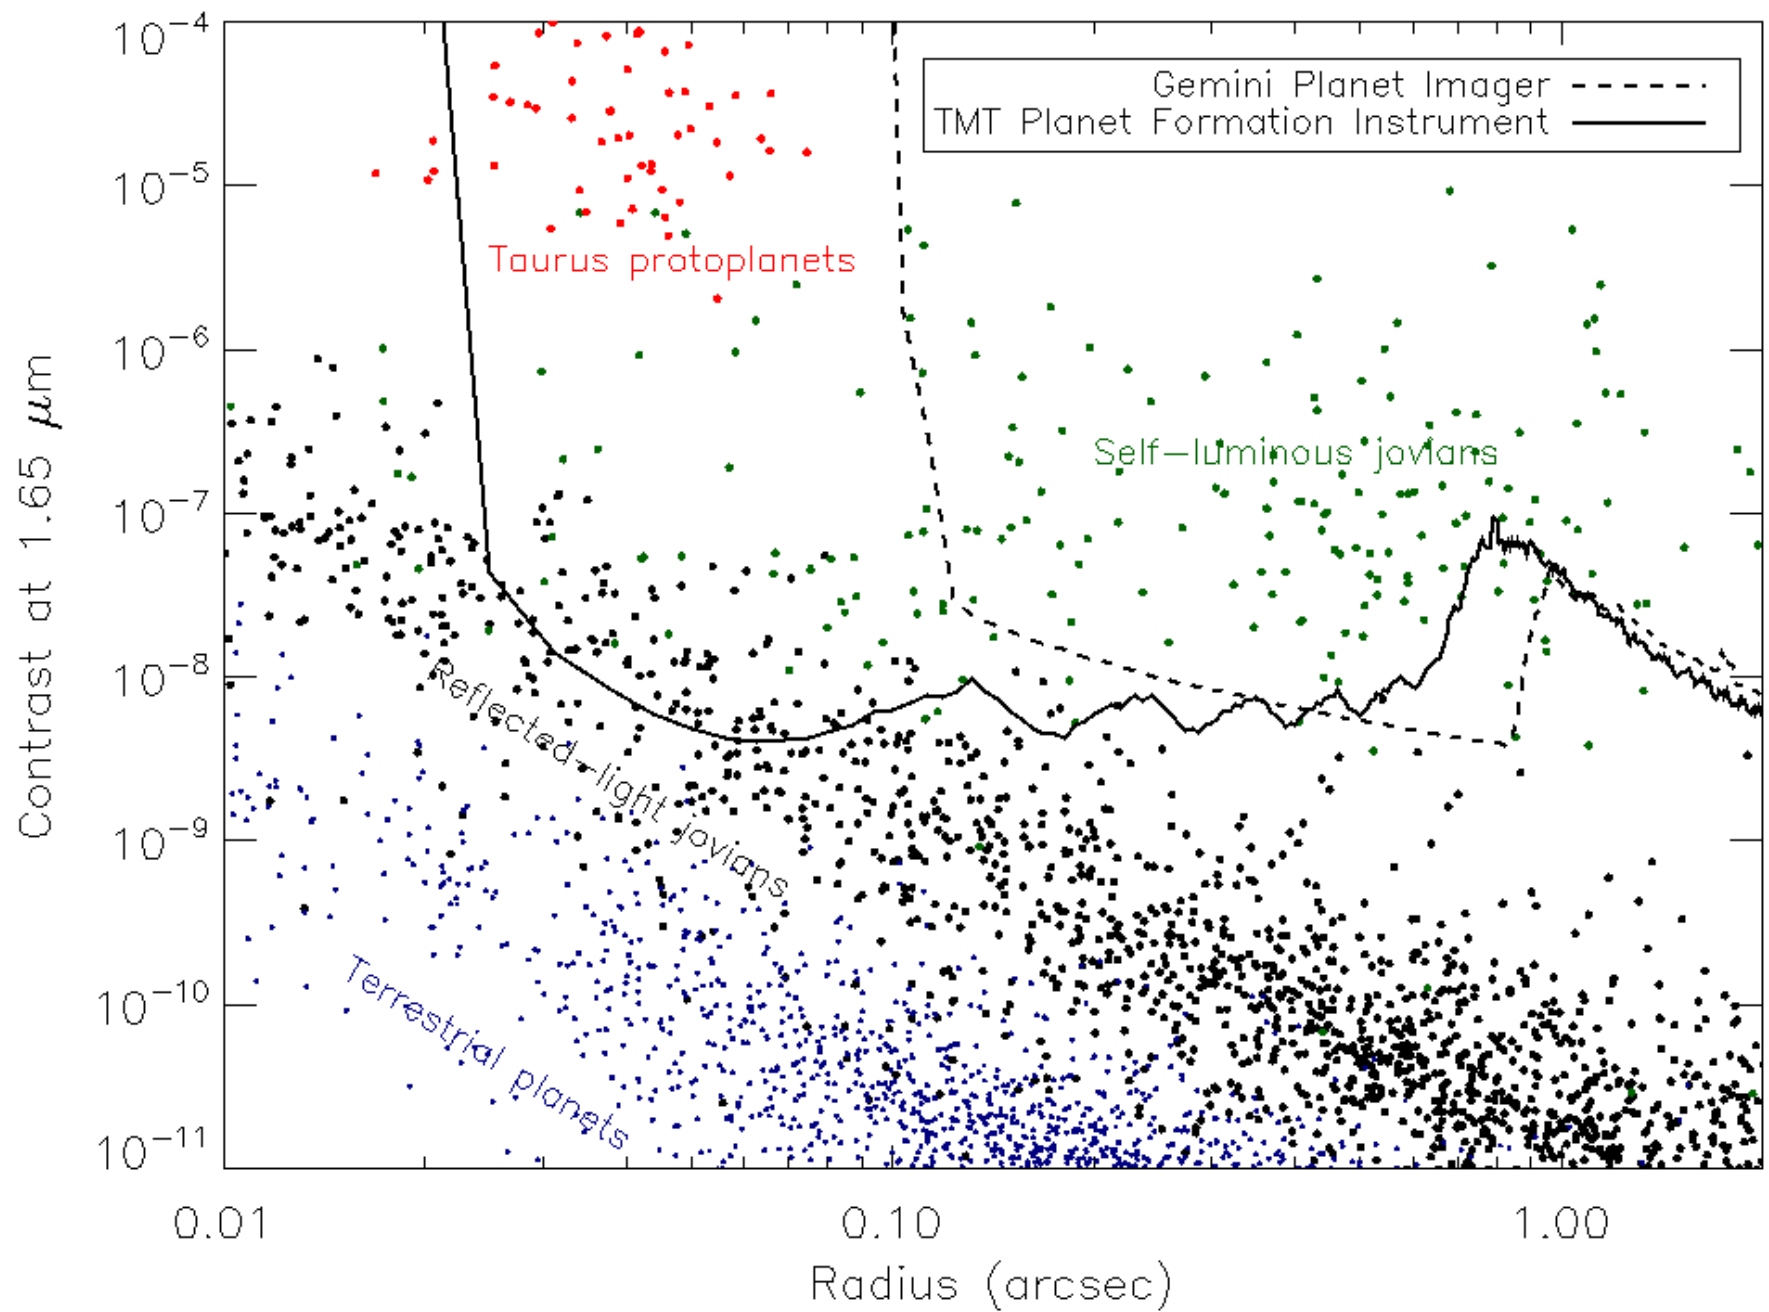 10⁻⁴
Gemini Planet Imager
TMT Planet Formation Instrument
10⁻⁵
Taurus protoplanets
10⁻⁶
Self-luminous jovians
10⁻⁷
10⁻⁸
Reflected-light jovians
10⁻⁹
Terrestrial planets
10⁻¹⁰
10⁻¹¹
Contrast at 1.65 μm
0.01 0.10 1.00
Radius (arcsec)